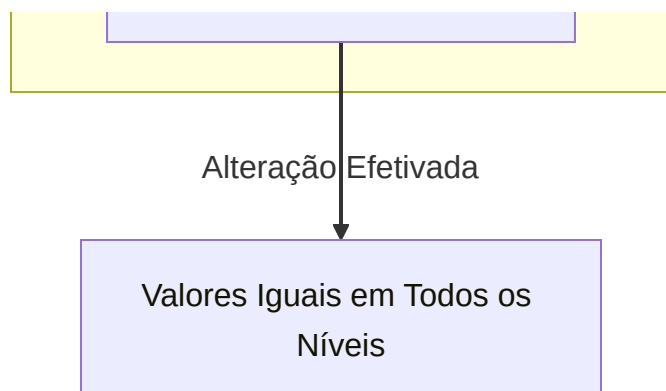 Alteração Efetivada
Valores Iguais em Todos os
Níveis